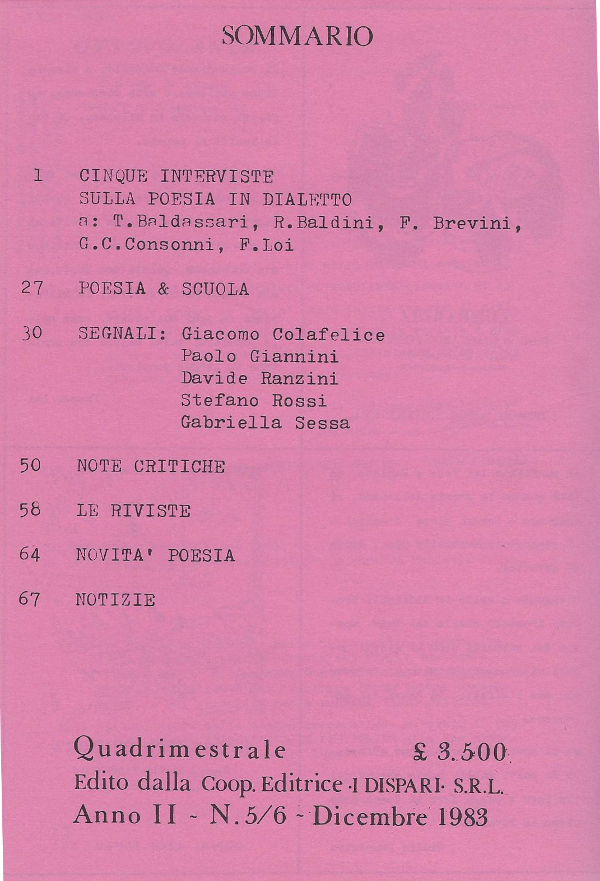 SOMMARIO
1 CINQUE INTERVISTE
SULLA POESIA IN DIALETTO
a: T.Baldassari, R.Baldini, F. Brevini,
G.C.Consonni, F.Loi
27 POESIA & SCUOLA
30 SEGNALI: Giacomo Colafelice
Paolo Giannini
Davide Ranzini
Stefano Rossi
Gabriella Sessa
50 NOTE CRITICHE
58 LE RIVISTE
64 NOVITA' POESIA
67 NOTIZIE
Quadrimestrale £ 3.500
Edito dalla Coop. Editrice ·I DISPARI· S.R.L.
Anno II ~ N. 5/6 ~ Dicembre 1983